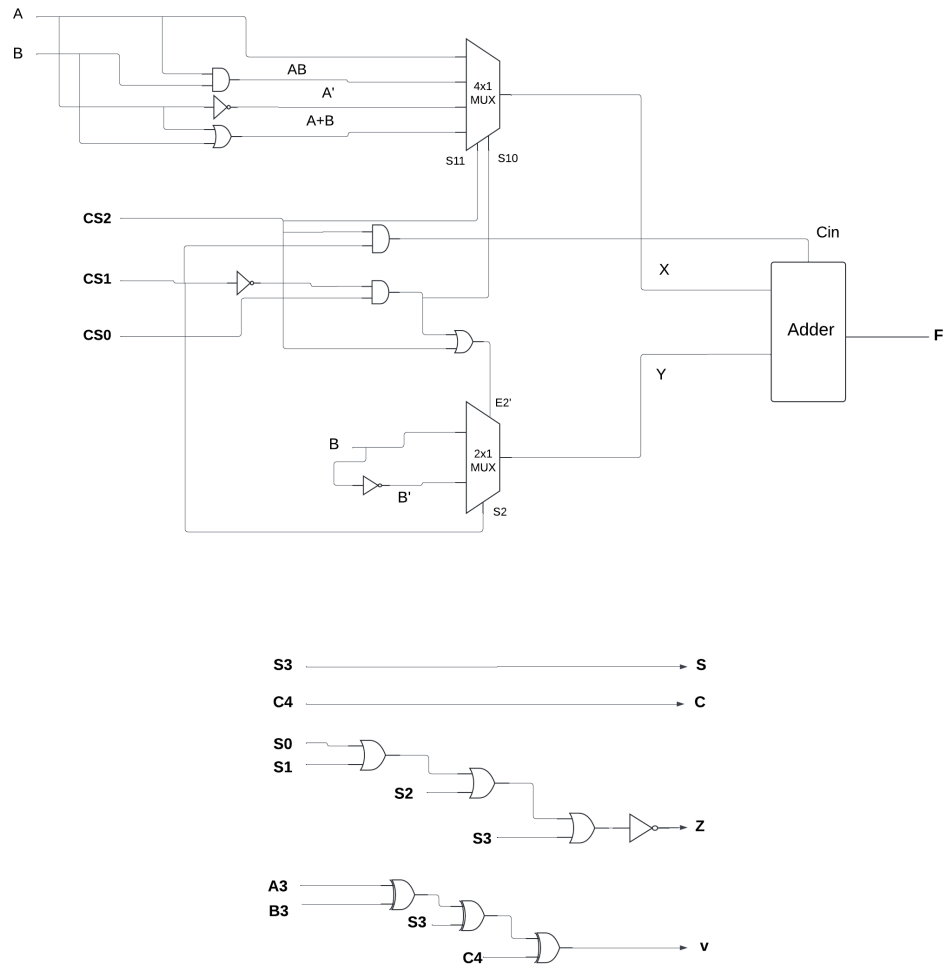 A
B
AB
A'
A+B
4x1
MUX
S11
S10
CS2
Cin
CS1
X
CS0
Adder
F
Y
E2'
B
2x1
MUX
B'
S2
S3
S
C4
C
S0
S1
S2
S3
Z
A3
B3
S3
C4
v